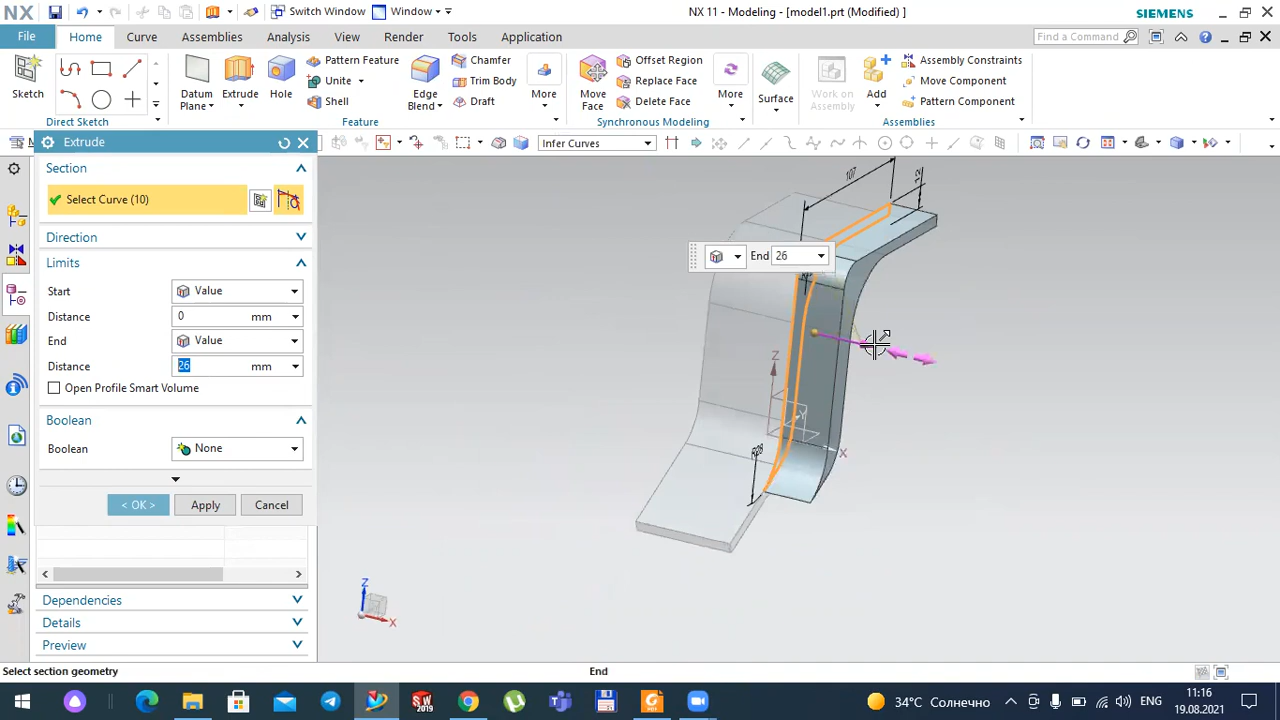 NX Switch Window Window NX 11 - Modeling - [model1.prt (Modified) ] SIEMENS
File Home Curve Assemblies Analysis View Render Tools Application Find a Command
Sketch
Direct Sketch
Datum Plane
Extrude
Hole
Pattern Feature
Unite
Shell
Edge Blend
Chamfer
Trim Body
Draft
More
Feature
Move Face
Offset Region
Replace Face
Delete Face
More
Synchronous Modeling
Surface
Work on Assembly
Add
Assembly Constraints
Move Component
Pattern Component
Assemblies
Infer Curves
Extrude
Section
Select Curve (10)
Direction
Limits
Start Value
Distance 0 mm
End Value
Distance 26 mm
Open Profile Smart Volume
Boolean
Boolean None
< OK > Apply Cancel
Dependencies
Details
Preview
107
12
End 26
Z
Y
X
Z
X
Select section geometry End
34°C Солнечно ENG 11:16
19.08.2021
SW
2019